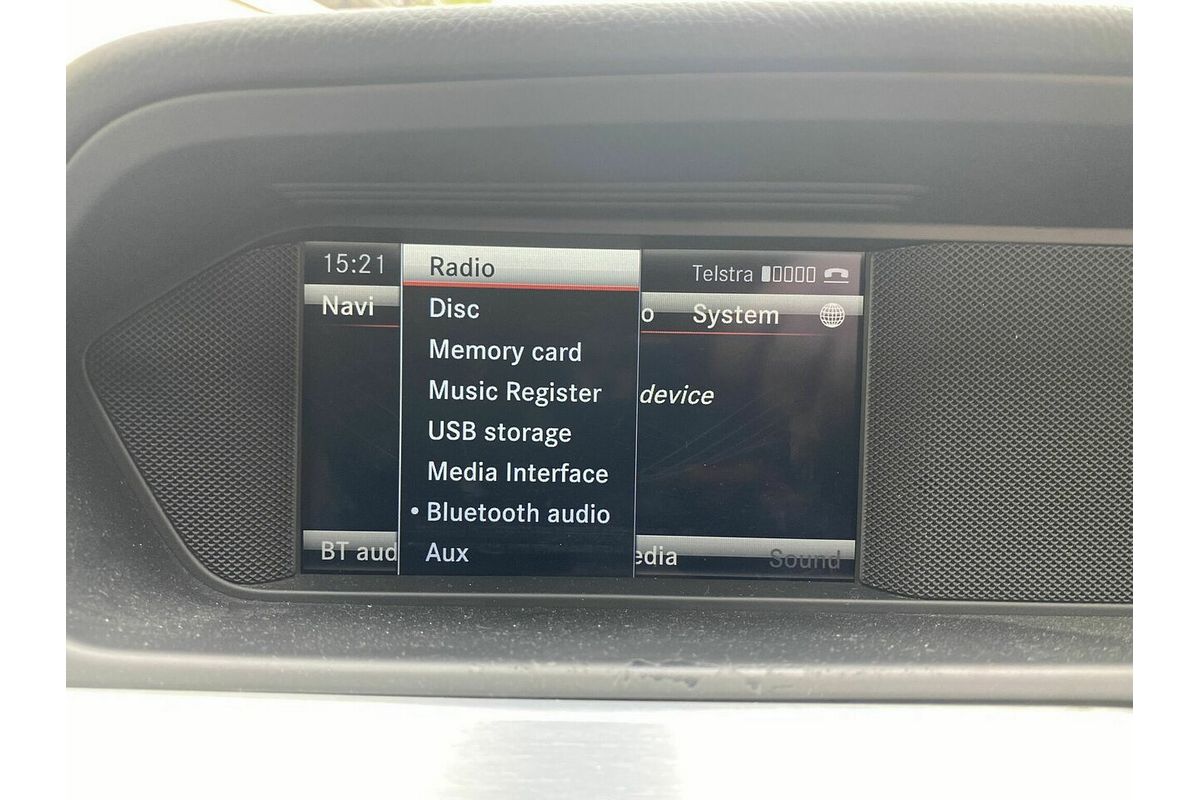 15:21
Telstra
Navi
o
System
Radio
Disc
Memory card
Music Register
USB storage
Media Interface
Bluetooth audio
Aux
device
BT aud
edia
Sound